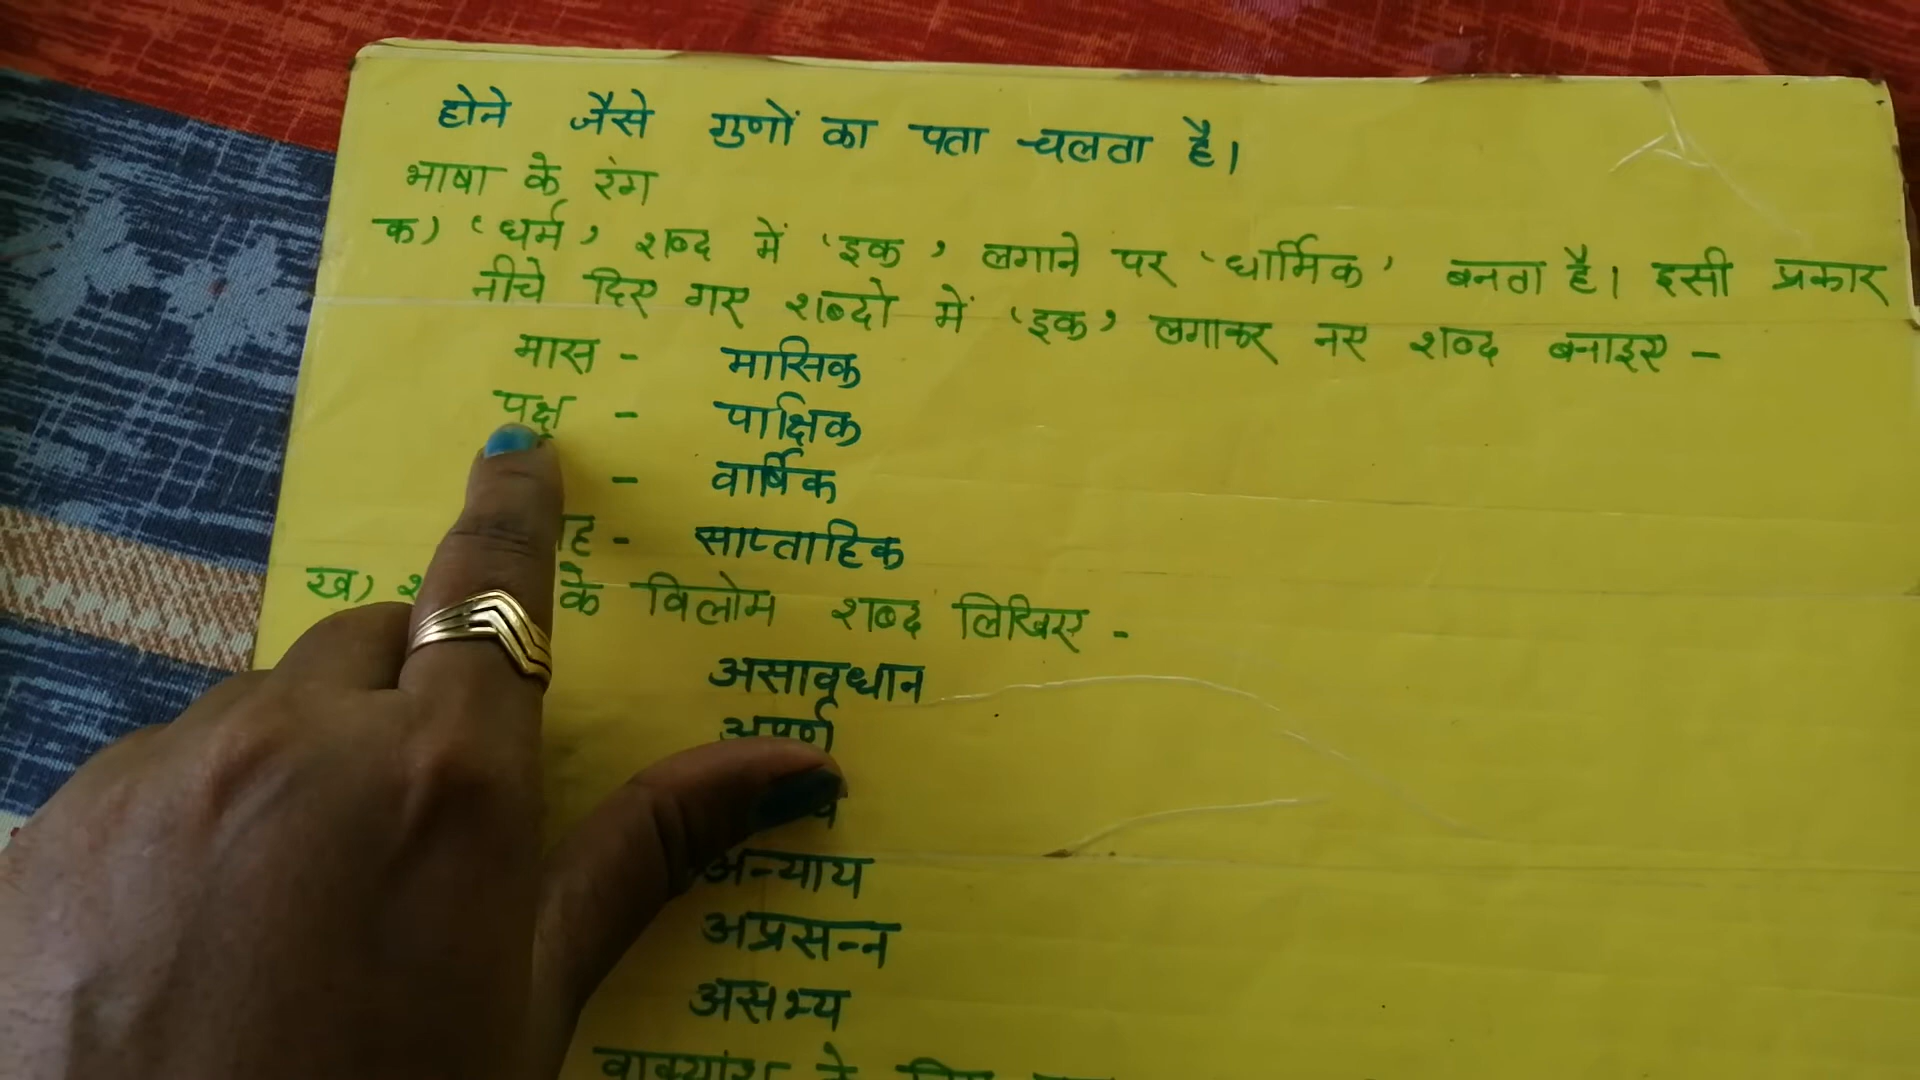 होने जैसे गुणों का पता चलता है।
भाषा के रंग
क) 'धर्म' शब्द में 'इक' लगाने पर 'धार्मिक' बनता है। इसी प्रकार
नीचे दिए गए शब्दो में 'इक' लगाकर नए शब्द बनाइए -
मास - मासिक
पक्ष - पाक्षिक
- वार्षिक
- साप्ताहिक
ख) के विलोम शब्द लिखिए -
असावधान
अपूर्ण
अन्याय
अप्रसन्न
असभ्य
वाक्यांश के लिए